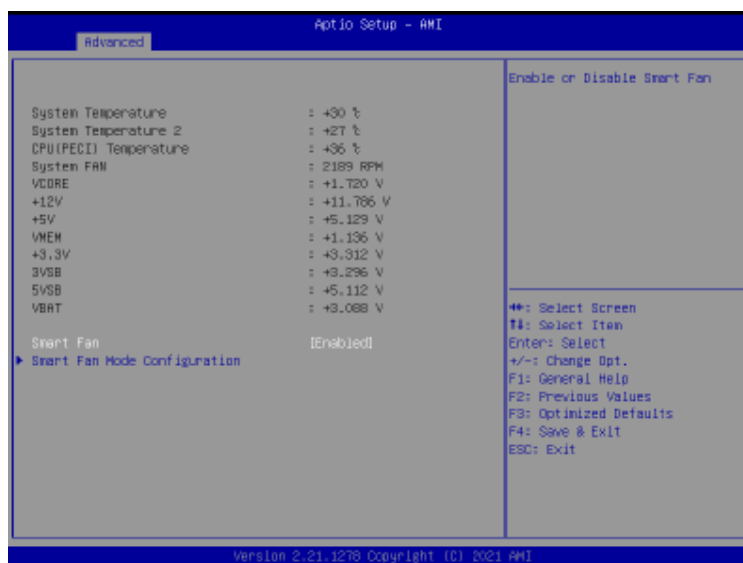 Aptio Setup - AMI
Advanced
System Temperature : +30 ℃
System Temperature 2 : +27 ℃
CPU(PECI) Temperature : +36 ℃
System FAN : 2189 RPM
VCORE : +1.720 V
+12V : +11.786 V
+5V : +5.129 V
VMEM : +1.136 V
+3.3V : +3.312 V
3VSB : +3.296 V
5VSB : +5.112 V
VBAT : +3.088 V
Smart Fan [Enabled]
Smart Fan Mode Configuration
Enable or Disable Smart Fan
→←: Select Screen
↑↓: Select Item
Enter: Select
+/-: Change Opt.
F1: General Help
F2: Previous Values
F3: Optimized Defaults
F4: Save & Exit
ESC: Exit
Version 2.21.1278 Copyright (C) 2021 AMI